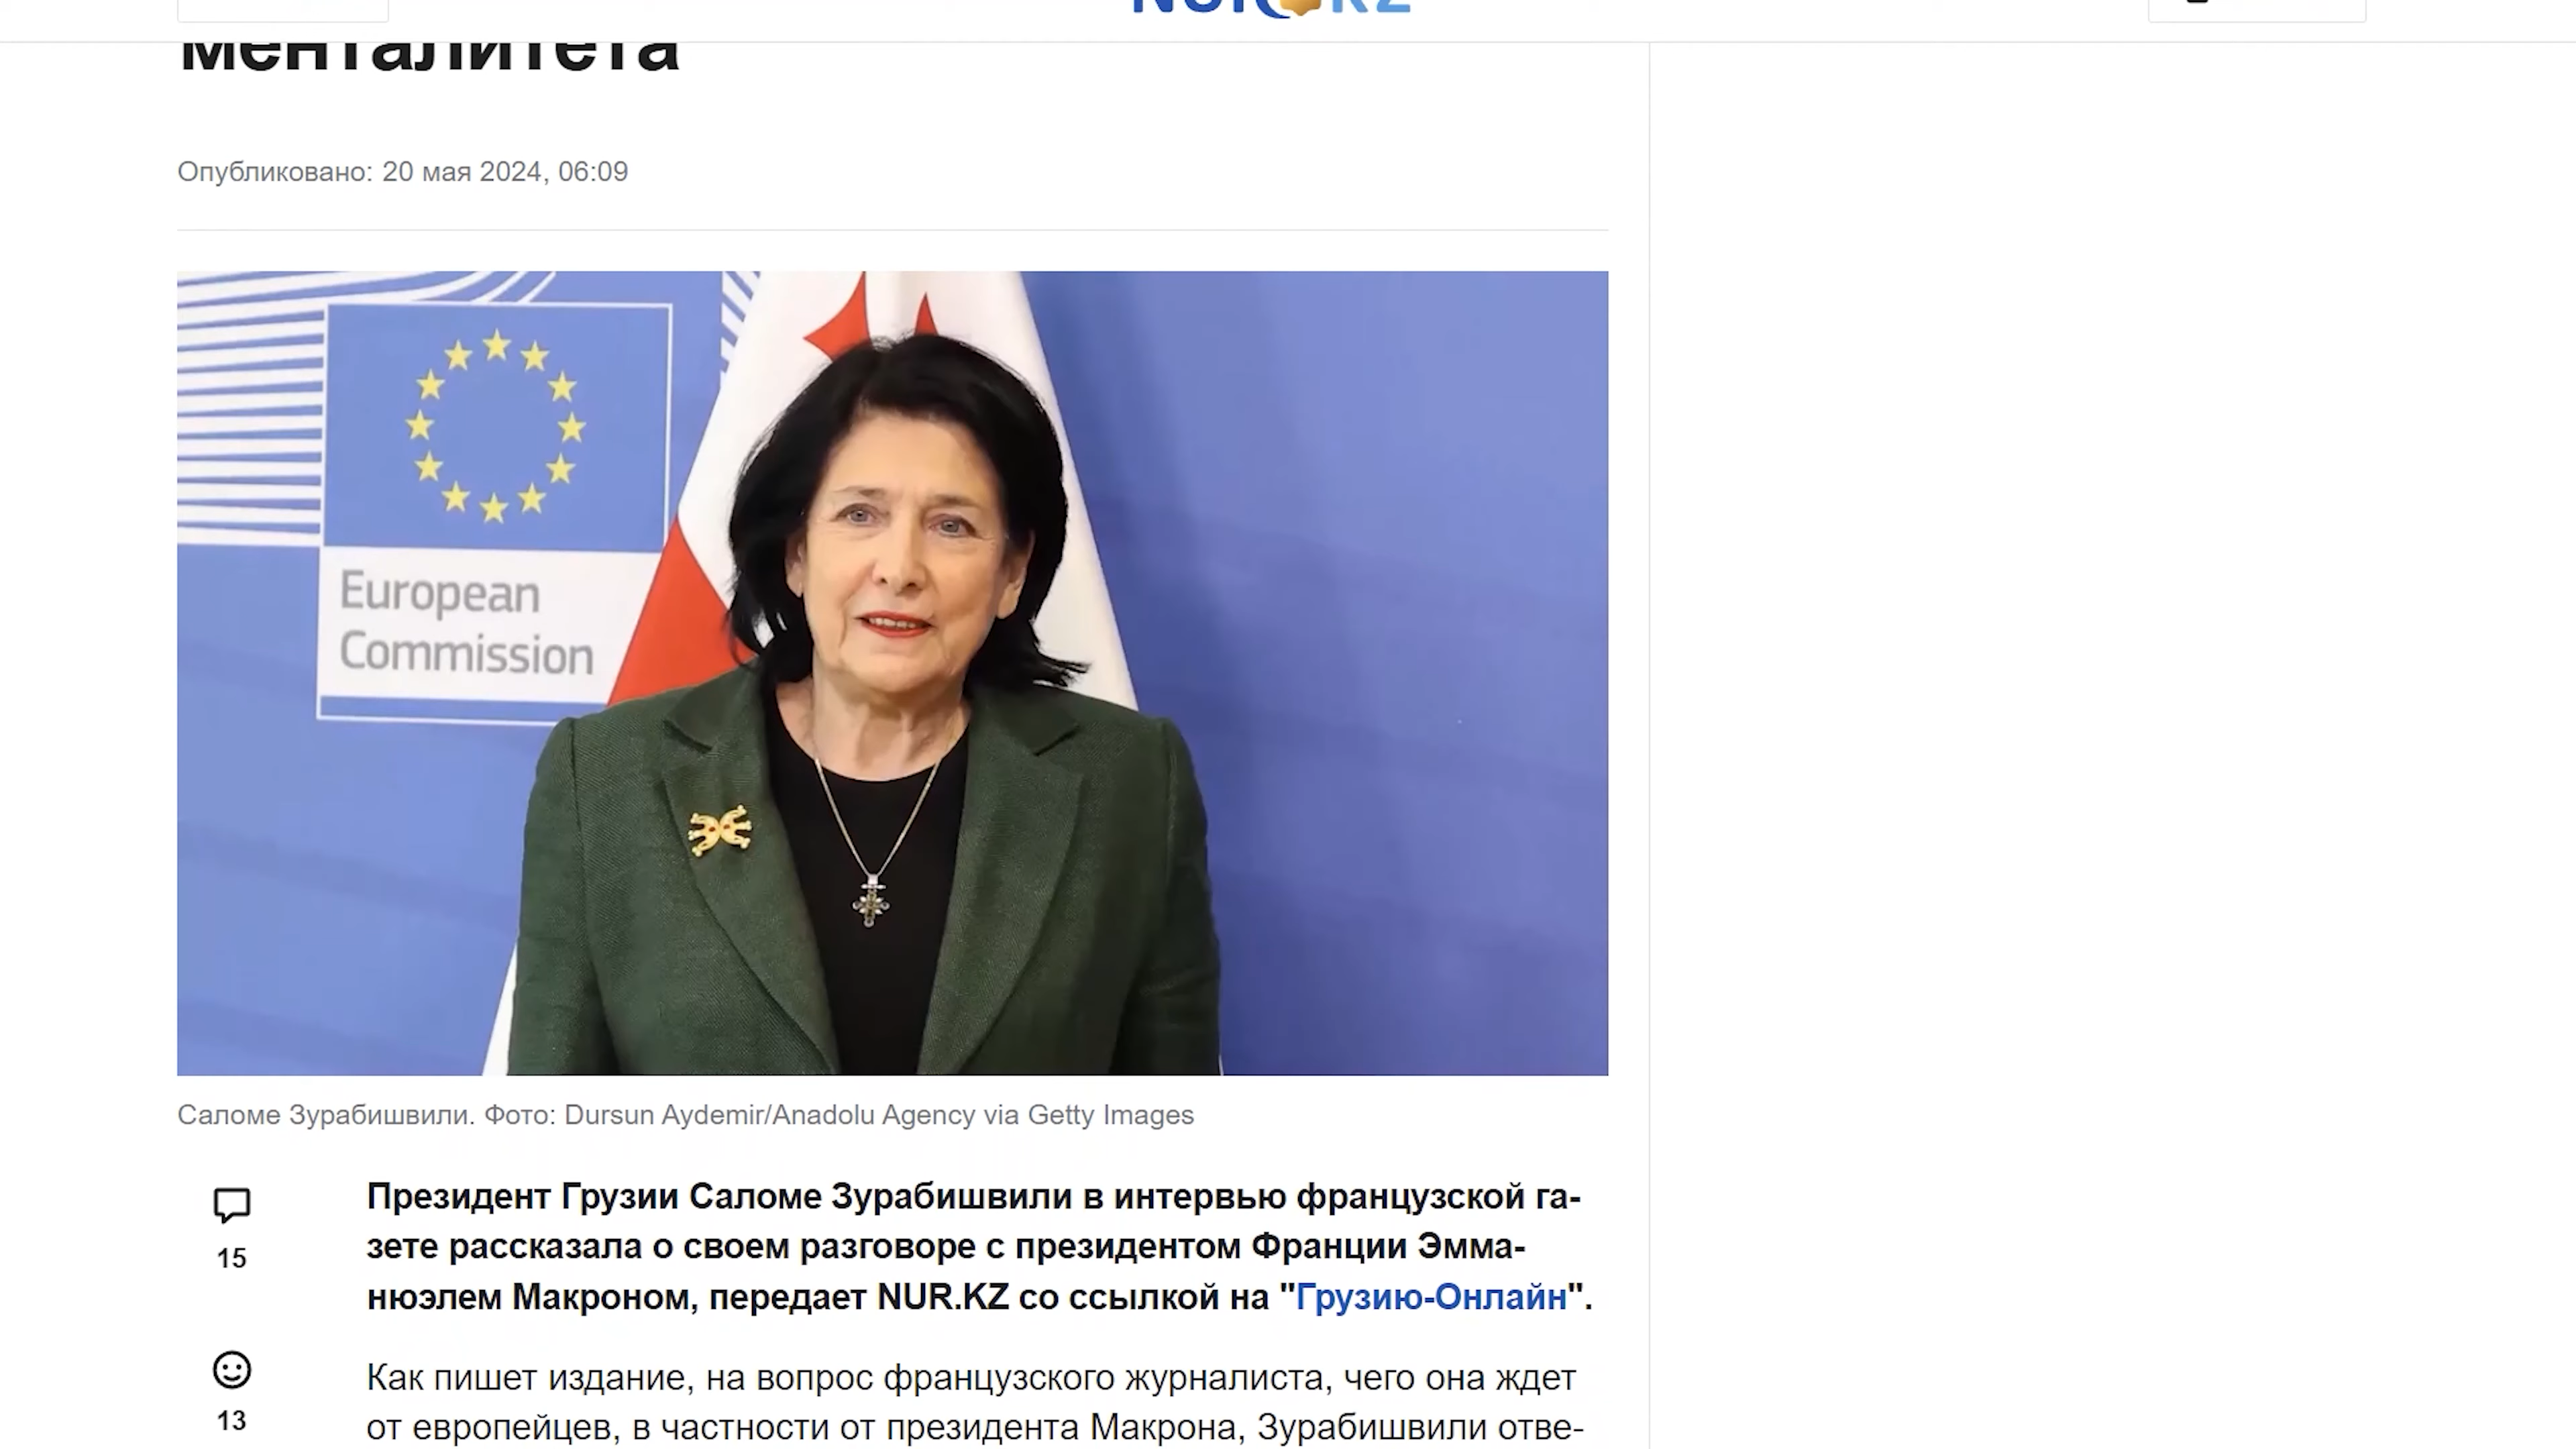 NUR.KZ
менталитета
Опубликовано: 20 мая 2024, 06:09
European
Commission
Саломе Зурабишвили. Фото: Dursun Aydemir/Anadolu Agency via Getty Images
Президент Грузии Саломе Зурабишвили в интервью французской га-
зете рассказала о своем разговоре с президентом Франции Эмма-
нюэлем Макроном, передает NUR.KZ со ссылкой на "Грузию-Онлайн".
15
Как пишет издание, на вопрос французского журналиста, чего она ждет
от европейцев, в частности от президента Макрона, Зурабишвили отве-
13